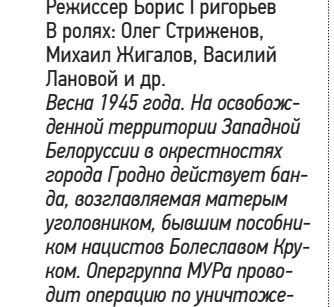 Режиссер Борис Григорьев
В ролях: Олег Стриженов,
Михаил Жигалов, Василий
Лановой и др.
Весна 1945 года. На освобож-
денной территории Западной
Белоруссии в окрестностях
города Гродно действует бан-
да, возглавляемая матерым
уголовником, бывшим пособни-
ком нацистов Болеславом Кру-
ком. Опергруппа МУРа прово-
дит операцию по уничтоже-